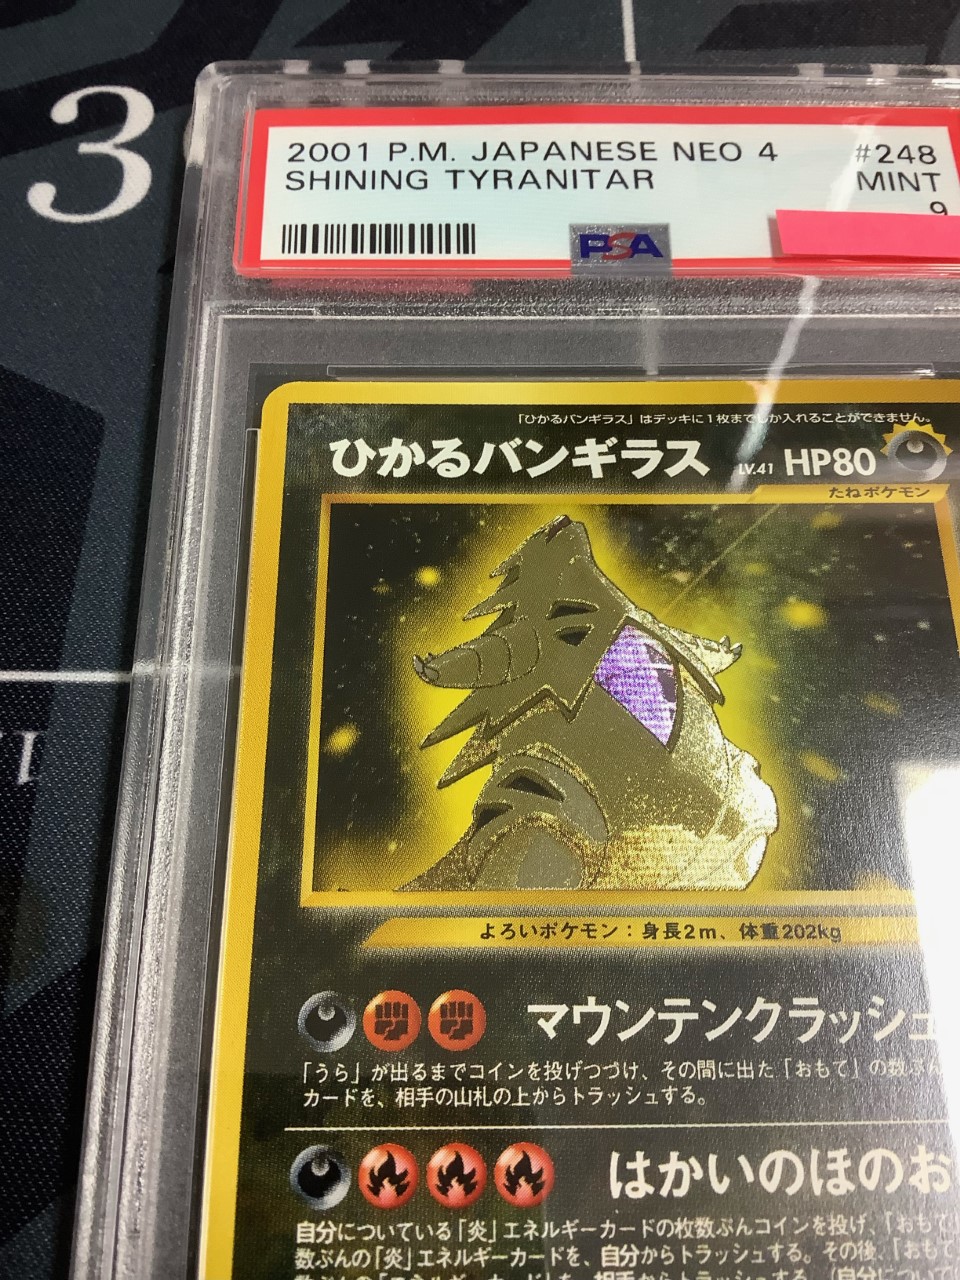 3
2001 P.M. JAPANESE NEO 4 #248
SHINING TYRANITAR MINT
9
PSA
「ひかるバンギラス」はデッキに1枚までしか入れることができません。
ひかるバンギラス LV.41 HP80
たねポケモン
1
よろいポケモン：身長2m、体重202kg
マウンテンクラッシュ
「うら」が出るまでコインを投げつづけ、その間に出た「おもて」の数ぶん
カードを、相手の山札の上からトラッシュする。
はかいのほのお
自分についている「炎」エネルギーカードの枚数ぶんコインを投げ、「おもて
数ぶんの「炎」エネルギーカードを、自分からトラッシュする。その後、「おもて